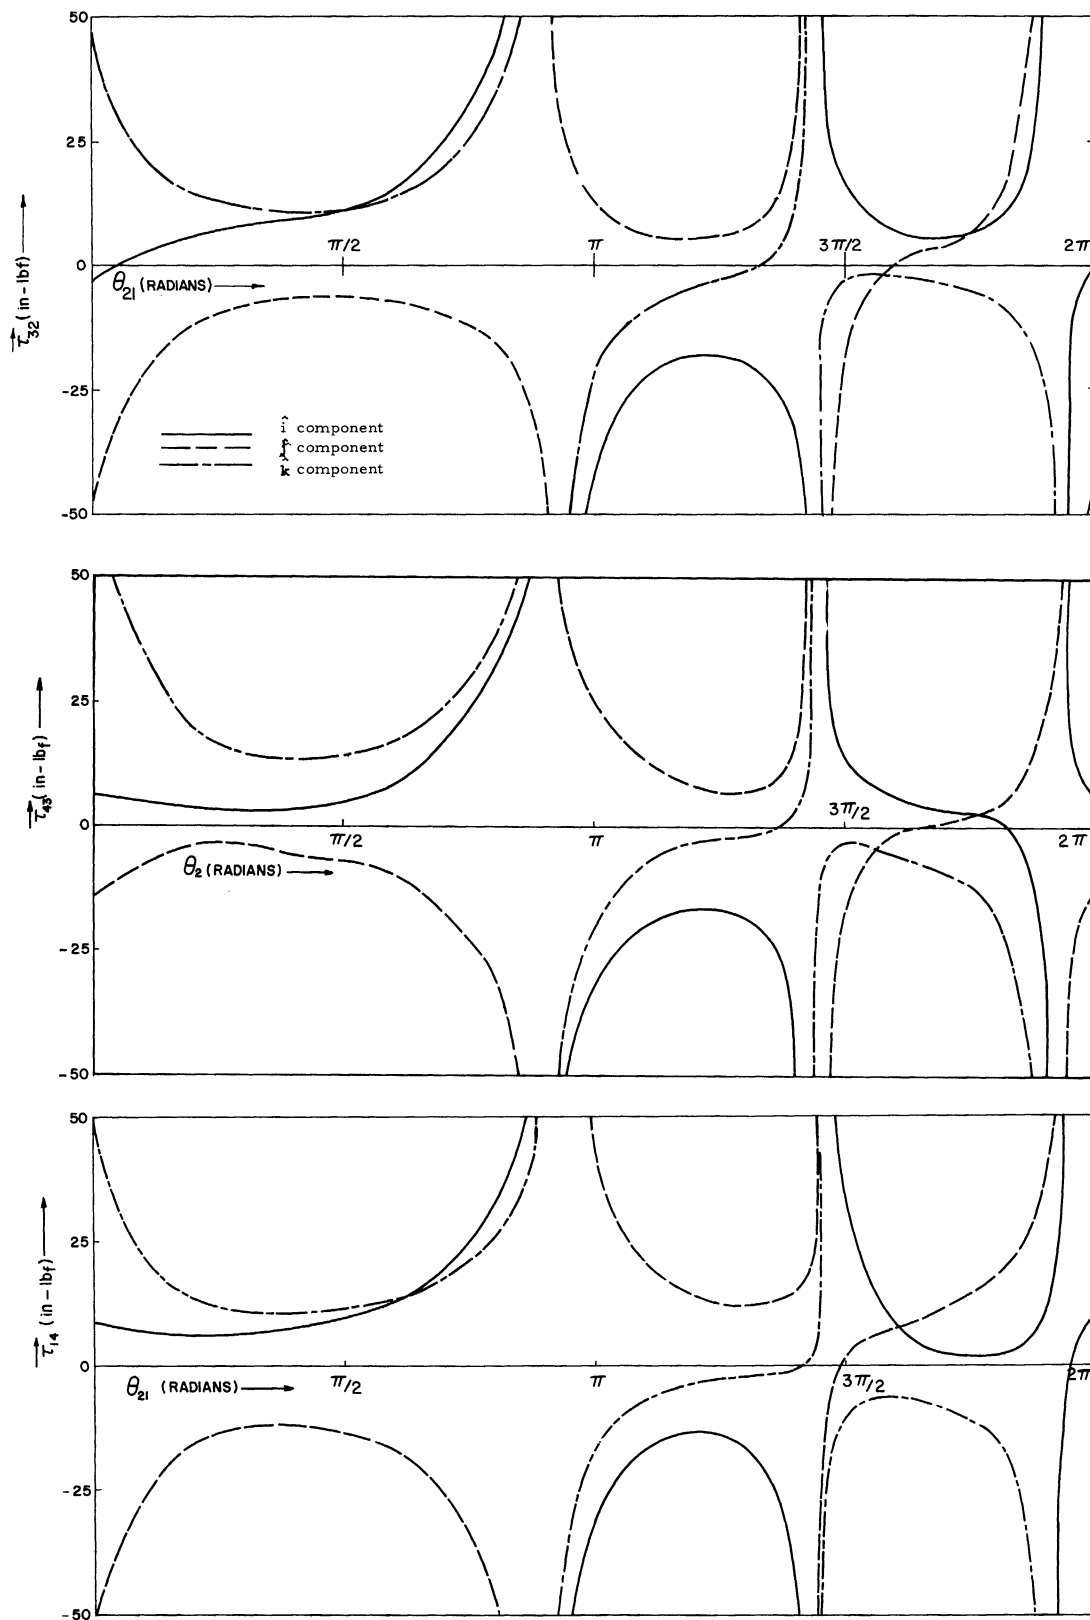 50
25
0
-25
-50
τ₃₂ (in-lbf)
π/2
π
3π/2
2π
θ₂₁ (RADIANS)
î component
ĵ component
k̂ component
50
25
0
-25
-50
τ₄₃ (in-lbf)
3π/2
π/2
π
2π
θ₂ (RADIANS)
50
25
0
-25
-50
τ₁₄ (in-lbf)
θ₂₁ (RADIANS)
π/2
π
3π/2
2π